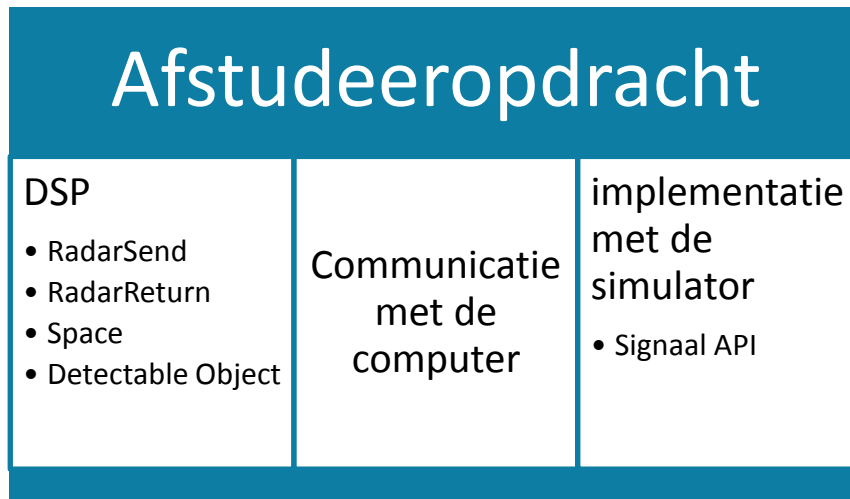 Afstudeeropdracht
DSP
• RadarSend
• RadarReturn
• Space
• Detectable Object
Communicatie
met de
computer
implementatie
met de
simulator
• Signaal API